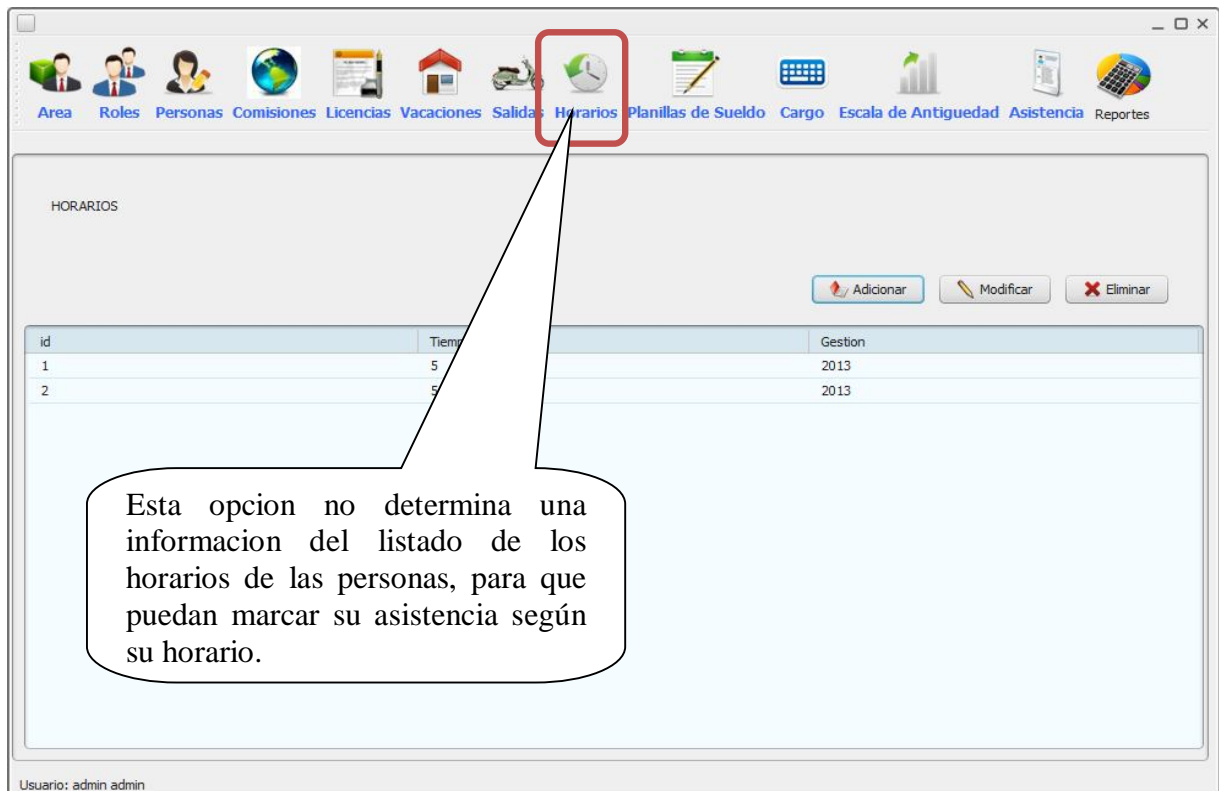 Area Roles Personas Comisiones Licencias Vacaciones Salidas Horarios Planillas de Sueldo Cargo Escala de Antiguedad Asistencia Reportes
HORARIOS
Adicionar Modificar Eliminar
id Gestion
1 5 2013
2 5 2013
Esta opcion no determina una
informacion del listado de los
horarios de las personas, para que
puedan marcar su asistencia según
su horario.
Usuario: admin admin